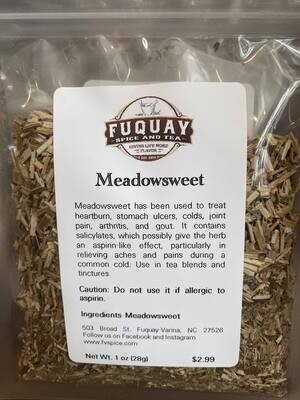 FUQUAY
SPICE AND TEA
GIVING LIFE MORE
FLAVOR
Meadowsweet
Meadowsweet has been used to treat
heartburn, stomach ulcers, colds, joint
pain, arthritis, and gout. It contains
salicylates, which possibly give the herb
an aspirin-like effect, particularly in
relieving aches and pains during a
common cold. Use in tea blends and
tinctures
Caution: Do not use it if allergic to
aspirin.
Ingredients Meadowsweet
503 Broad St. Fuquay-Varina, NC 27526
Follow us on Facebook and Instagram
www.fvspice.com
Net Wt. 1 oz (28g) $2.99